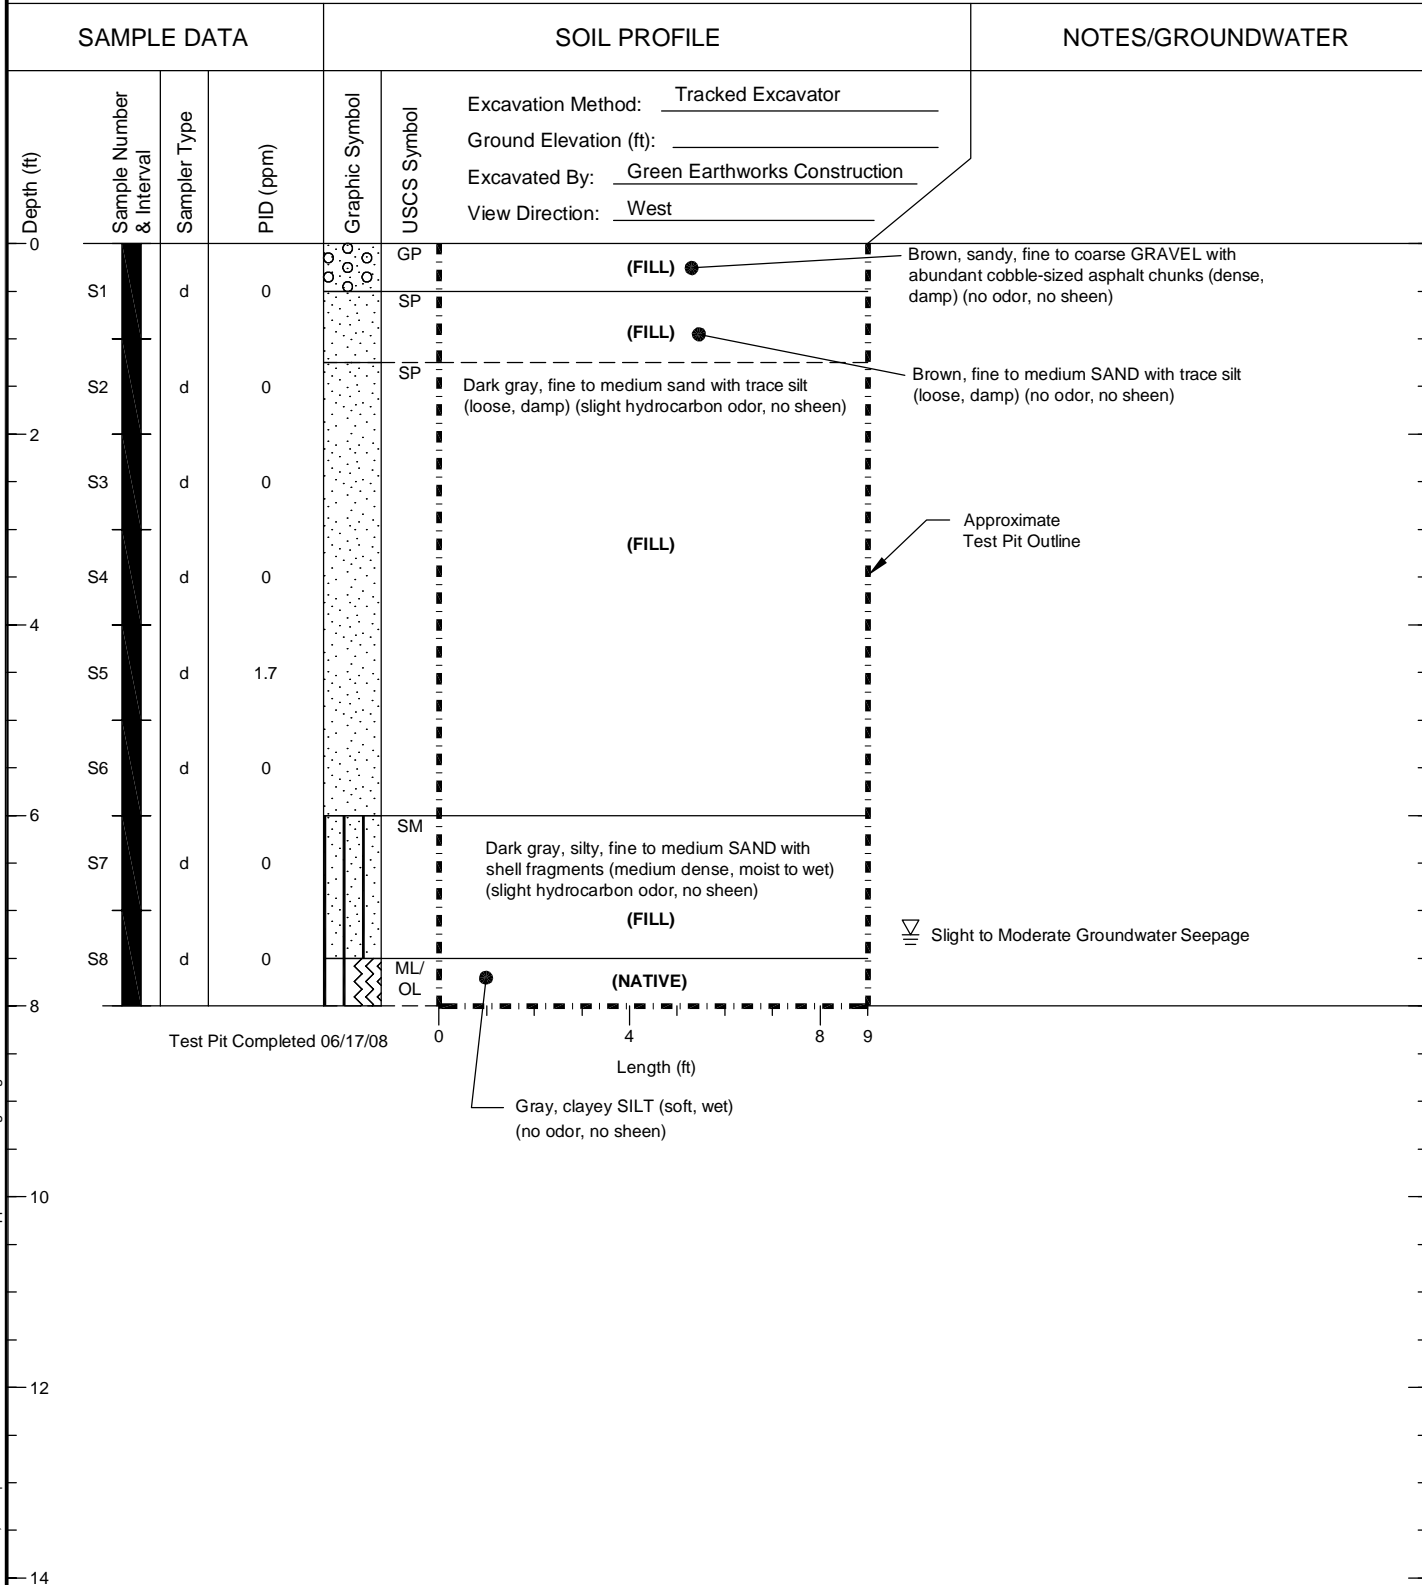 SAMPLE DATA
SOIL PROFILE
NOTES/GROUNDWATER
Depth (ft)
Sample Number
& Interval
Sampler Type
PID (ppm)
Graphic Symbol
USCS Symbol
Excavation Method: Tracked Excavator
Ground Elevation (ft):
Excavated By: Green Earthworks Construction
View Direction: West
0
GP
(FILL)
Brown, sandy, fine to coarse GRAVEL with
abundant cobble-sized asphalt chunks (dense,
damp) (no odor, no sheen)
S1 d 0
SP
(FILL)
SP
Brown, fine to medium SAND with trace silt
(loose, damp) (no odor, no sheen)
S2 d 0
Dark gray, fine to medium sand with trace silt
(loose, damp) (slight hydrocarbon odor, no sheen)
2
S3 d 0
(FILL)
Approximate
Test Pit Outline
S4 d 0
4
S5 d 1.7
S6 d 0
6
SM
S7 d 0
Dark gray, silty, fine to medium SAND with
shell fragments (medium dense, moist to wet)
(slight hydrocarbon odor, no sheen)
(FILL)
Slight to Moderate Groundwater Seepage
S8 d 0
ML/
OL
(NATIVE)
8
Test Pit Completed 06/17/08
0 4 8 9
Length (ft)
Gray, clayey SILT (soft, wet)
(no odor, no sheen)
10
12
14